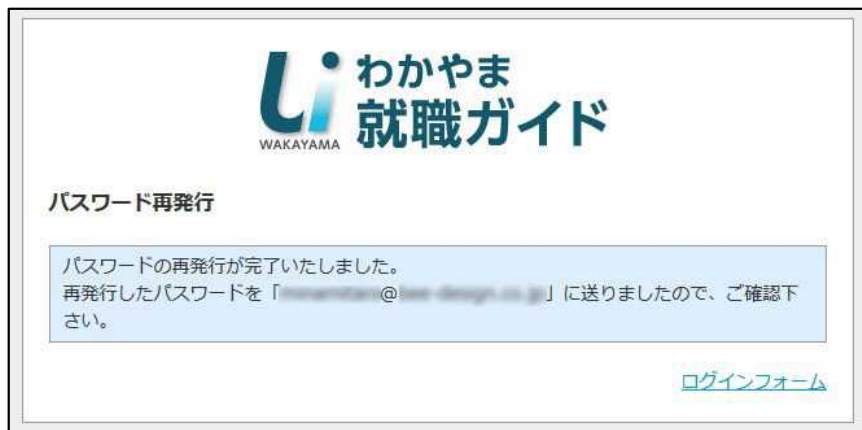 わかやま
就職ガイド
WAKAYAMA
パスワード再発行
パスワードの再発行が完了いたしました。
再発行したパスワードを「@」に送りましたので、ご確認下
さい。
ログインフォーム